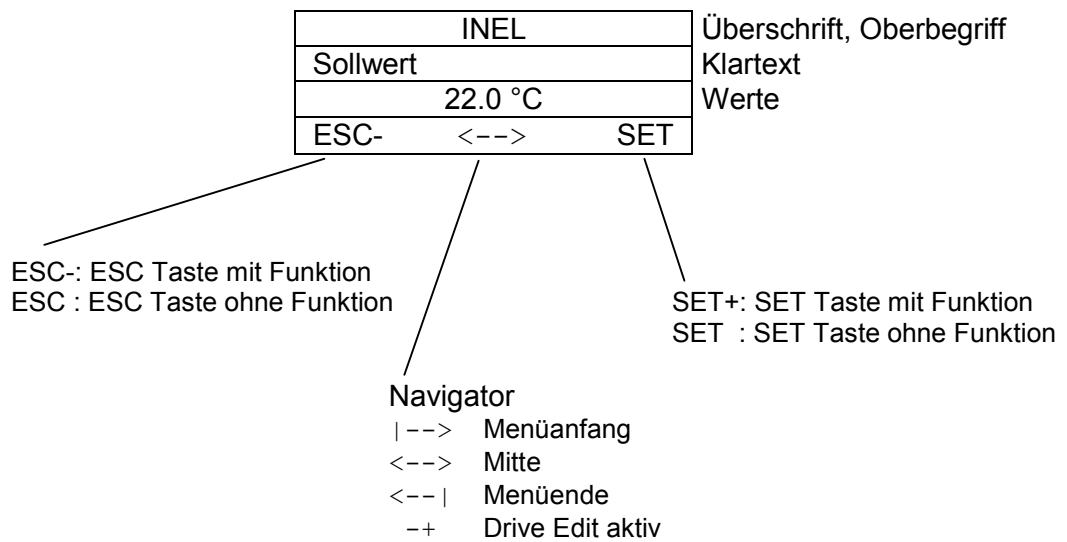 INEL Überschrift, Oberbegriff
Sollwert Klartext
22.0 °C Werte
ESC- <--> SET
ESC-: ESC Taste mit Funktion
ESC : ESC Taste ohne Funktion
SET+: SET Taste mit Funktion
SET : SET Taste ohne Funktion
Navigator
|--> Menüanfang
<--> Mitte
<--| Menüende
-+ Drive Edit aktiv